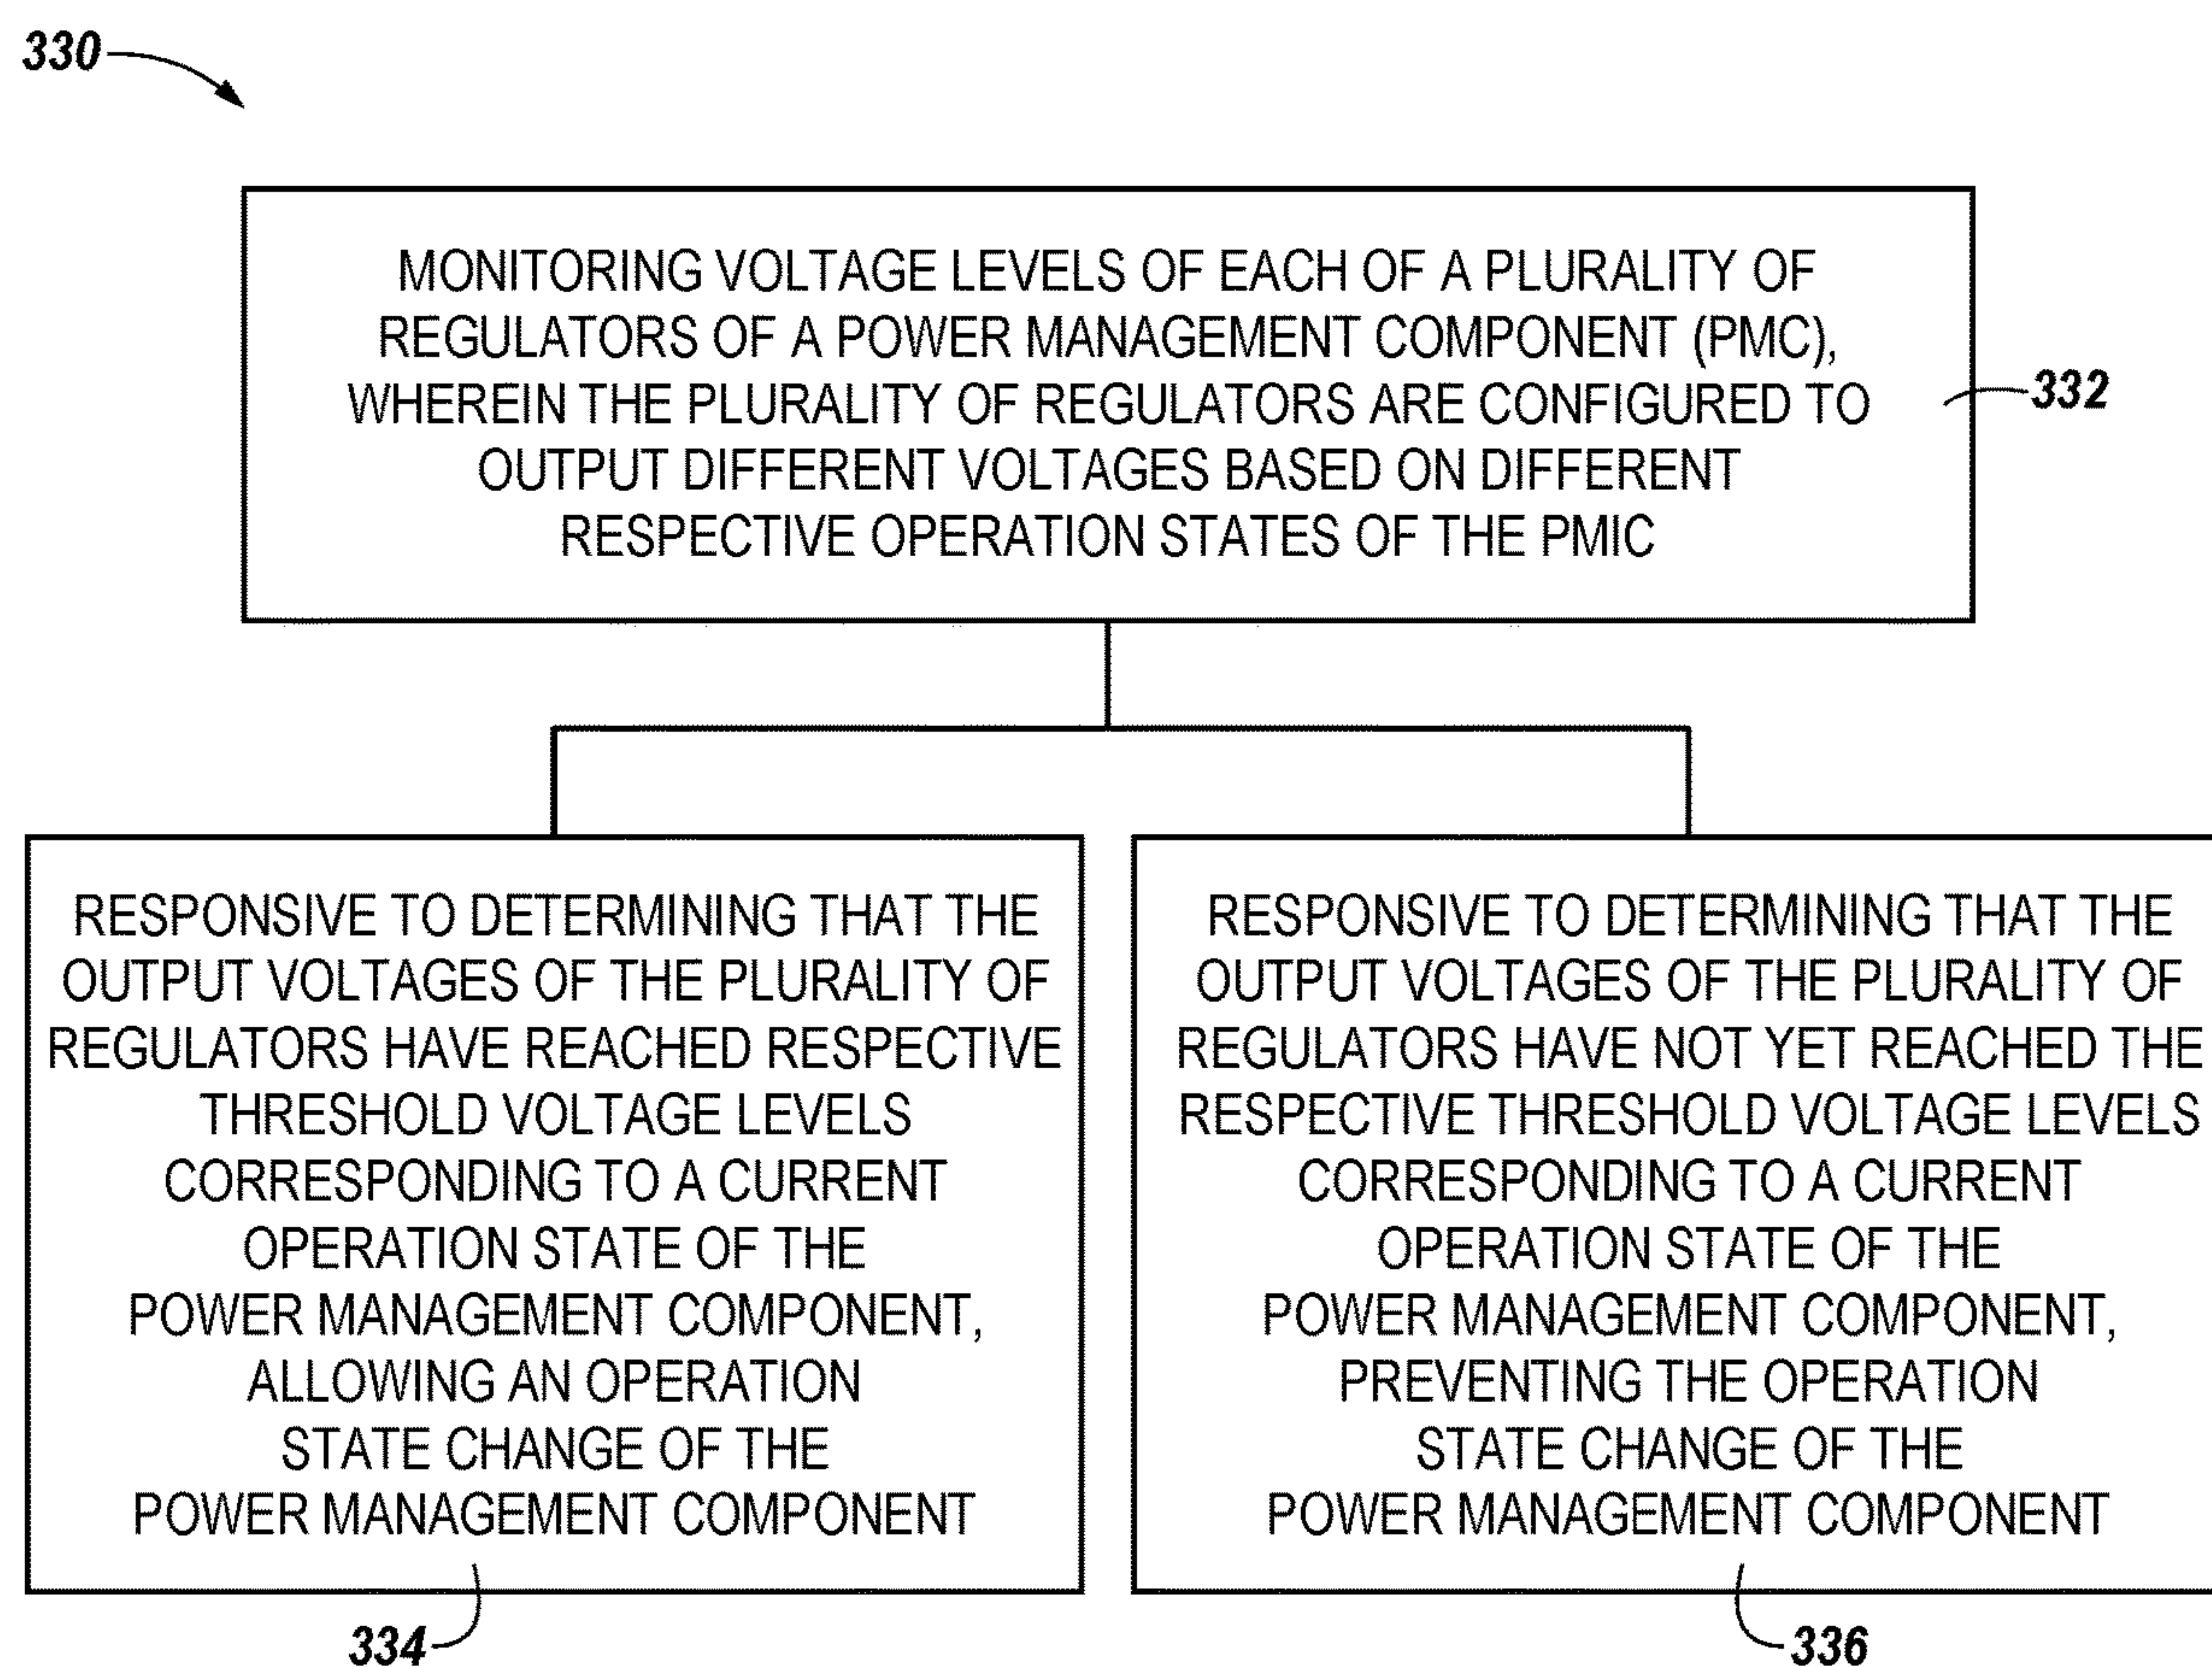 330
MONITORING VOLTAGE LEVELS OF EACH OF A PLURALITY OF
REGULATORS OF A POWER MANAGEMENT COMPONENT (PMC),
WHEREIN THE PLURALITY OF REGULATORS ARE CONFIGURED TO
OUTPUT DIFFERENT VOLTAGES BASED ON DIFFERENT
RESPECTIVE OPERATION STATES OF THE PMIC
332
RESPONSIVE TO DETERMINING THAT THE
OUTPUT VOLTAGES OF THE PLURALITY OF
REGULATORS HAVE REACHED RESPECTIVE
THRESHOLD VOLTAGE LEVELS
CORRESPONDING TO A CURRENT
OPERATION STATE OF THE
POWER MANAGEMENT COMPONENT,
ALLOWING AN OPERATION
STATE CHANGE OF THE
POWER MANAGEMENT COMPONENT
334
RESPONSIVE TO DETERMINING THAT THE
OUTPUT VOLTAGES OF THE PLURALITY OF
REGULATORS HAVE NOT YET REACHED THE
RESPECTIVE THRESHOLD VOLTAGE LEVELS
CORRESPONDING TO A CURRENT
OPERATION STATE OF THE
POWER MANAGEMENT COMPONENT,
PREVENTING THE OPERATION
STATE CHANGE OF THE
POWER MANAGEMENT COMPONENT
336